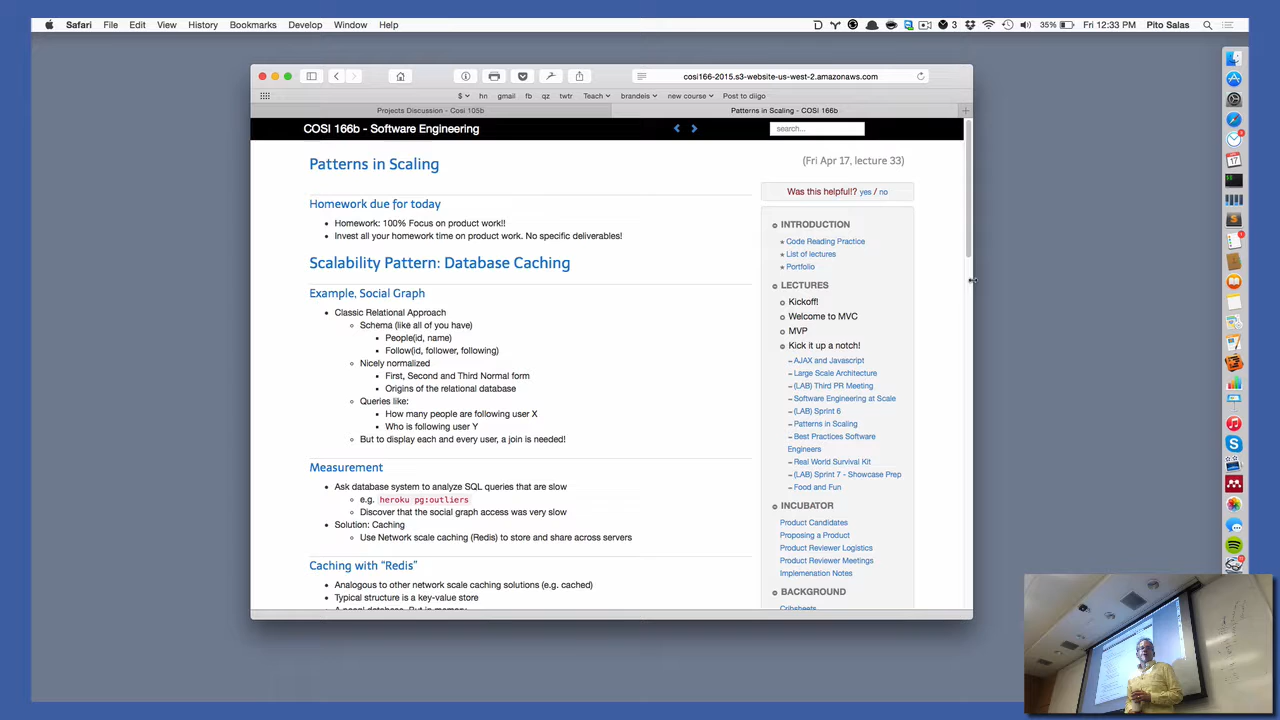 Safari File Edit View History Bookmarks Develop Window Help
3 35% Fri 12:33 PM Pito Salas
cosi166-2015.s3-website-us-west-2.amazonaws.com
$ hn gmail fb qz twtr Teach brandeis new course Post to diigo
Projects Discussion - Cosi 105b
Patterns in Scaling - COSI 166b
COSI 166b - Software Engineering
search...
Patterns in Scaling
(Fri Apr 17, lecture 33)
Homework due for today
Homework: 100% Focus on product work!!
Invest all your homework time on product work. No specific deliverables!
Scalability Pattern: Database Caching
Example, Social Graph
Classic Relational Approach
Schema (like all of you have)
People(id, name)
Follow(id, follower, following)
Nicely normalized
First, Second and Third Normal form
Origins of the relational database
Queries like:
How many people are following user X
Who is following user Y
But to display each and every user, a join is needed!
Measurement
Ask database system to analyze SQL queries that are slow
e.g. heroku pg:outliers
Discover that the social graph access was very slow
Solution: Caching
Use Network scale caching (Redis) to store and share across servers
Caching with "Redis"
Analogous to other network scale caching solutions (e.g. cached)
Typical structure is a key-value store
Was this helpful!? yes / no
INTRODUCTION
Code Reading Practice
List of lectures
Portfolio
LECTURES
Kickoff!
Welcome to MVC
MVP
Kick it up a notch!
AJAX and Javascript
Large Scale Architecture
(LAB) Third PR Meeting
Software Engineering at Scale
(LAB) Sprint 6
Patterns in Scaling
Best Practices Software
Engineers
Real World Survival Kit
(LAB) Sprint 7 - Showcase Prep
Food and Fun
INCUBATOR
Product Candidates
Proposing a Product
Product Reviewer Logistics
Product Reviewer Meetings
Implemenation Notes
BACKGROUND
Cribsheets
17